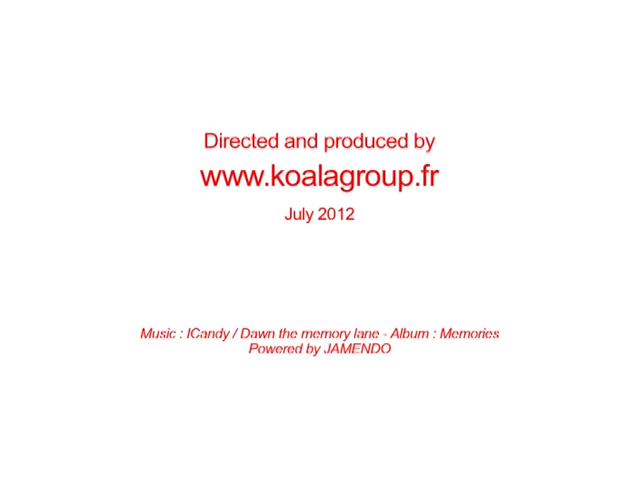 Directed and produced by
www.koalagroup.fr
July 2012
Music : ICandy / Dawn the memory lane - Album : Memories
Powered by JAMENDO